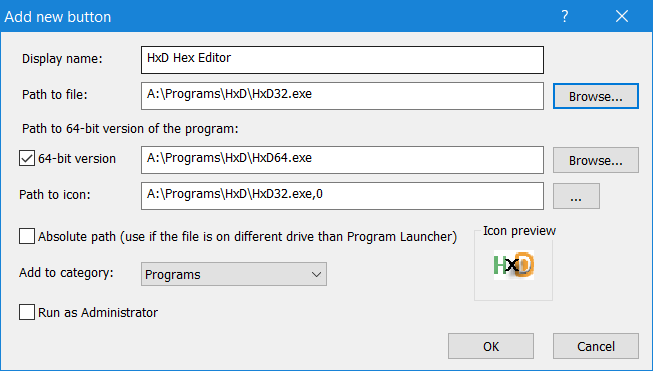 Add new button
Display name: HxD Hex Editor
Path to file: A:\Programs\HxD\HxD32.exe Browse...
Path to 64-bit version of the program:
64-bit version A:\Programs\HxD\HxD64.exe Browse...
Path to icon: A:\Programs\HxD\HxD32.exe,0 ...
Absolute path (use if the file is on different drive than Program Launcher)
Icon preview
HxD
Add to category: Programs
Run as Administrator
OK Cancel